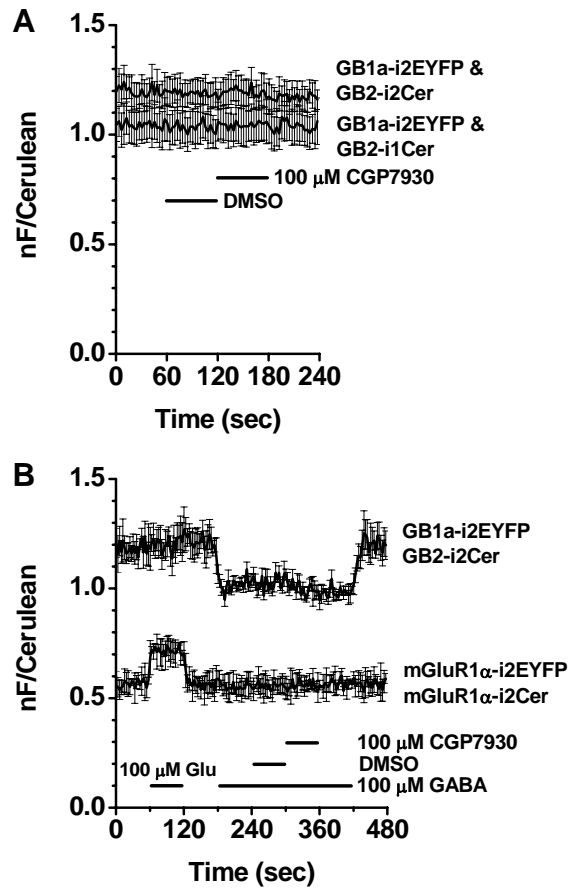 A
1.5
1.0
0.5
0.0
nF/Cerulean
GB1a-i2EYFP &
GB2-i2Cer
GB1a-i2EYFP &
GB2-i1Cer
100 μM CGP7930
DMSO
0 60 120 180 240
Time (sec)
B
1.5
1.0
0.5
0.0
nF/Cerulean
GB1a-i2EYFP
GB2-i2Cer
mGluR1α-i2EYFP
mGluR1α-i2Cer
100 μM CGP7930
100 μM Glu
DMSO
100 μM GABA
0 120 240 360 480
Time (sec)